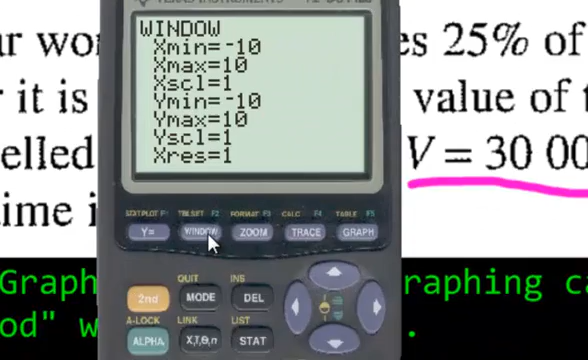 WINDOW
Xmin=-10
ar wor es 25% of
Xmax=10
Xscl=1
r it is value of t
Ymin=-10
Ymax=10
Yscl=1
elled V = 30 00
Xres=1
ime i
STAT PLOT F1 TBLSET F2 FORMAT F3 CALC F4 TABLE F5
Y= WINDOW ZOOM TRACE GRAPH
Graph raphing ca
QUIT INS
2nd MODE DEL
od" w .
A-LOCK LINK LIST
ALPHA X,T,θ,n STAT